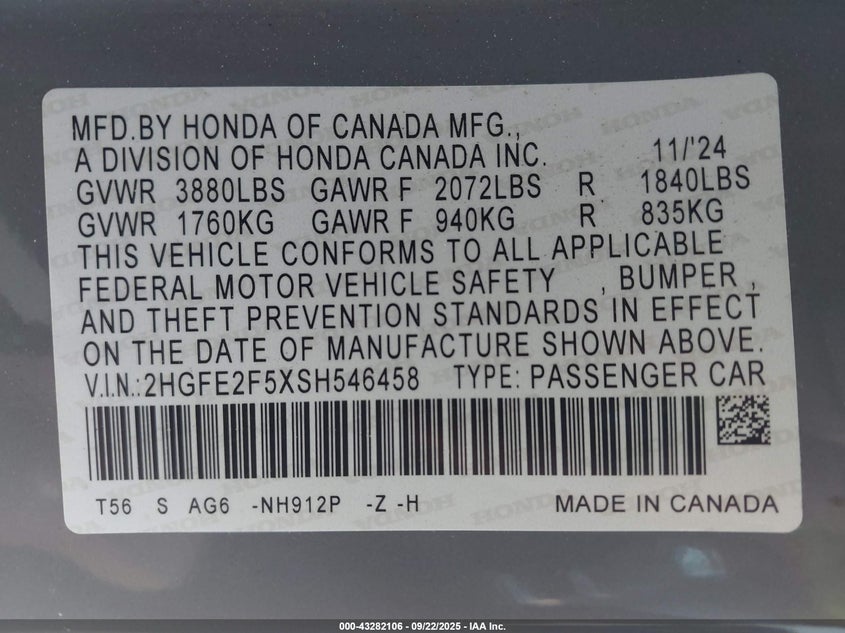 MFD.BY HONDA OF CANADA MFG.,
A DIVISION OF HONDA CANADA INC. 11/'24
GVWR 3880LBS GAWR F 2072LBS R 1840LBS
GVWR 1760KG GAWR F 940KG R 835KG
THIS VEHICLE CONFORMS TO ALL APPLICABLE
FEDERAL MOTOR VEHICLE SAFETY , BUMPER ,
AND THEFT PREVENTION STANDARDS IN EFFECT
ON THE DATE OF MANUFACTURE SHOWN ABOVE.
V.I.N.:2HGFE2F5XSH546458 TYPE: PASSENGER CAR
T56 S AG6 -NH912P -Z -H MADE IN CANADA
000-43282106 - 09/22/2025 - IAA Inc.